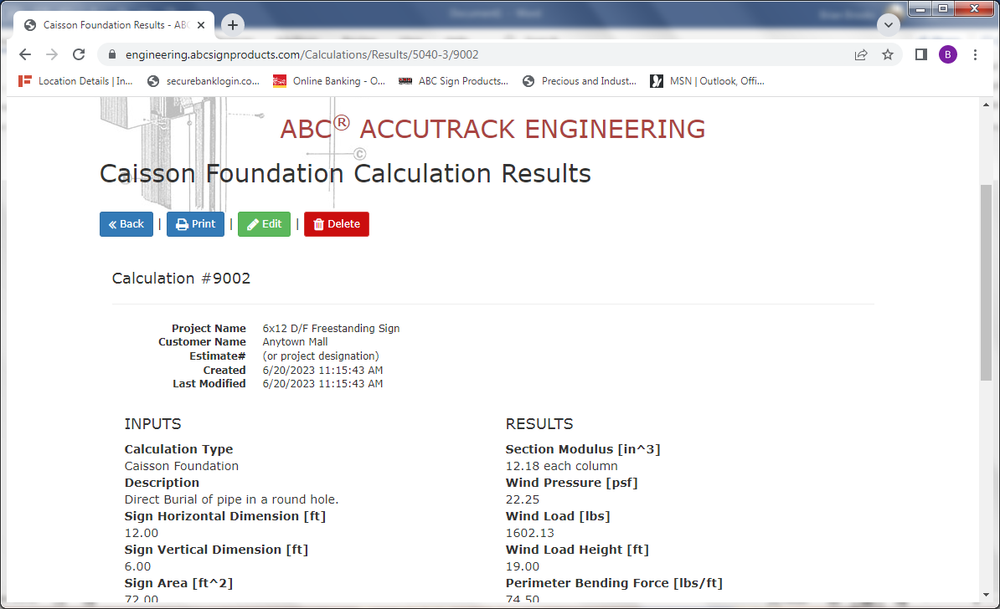 Caisson Foundation Results - ABC
engineering.abcsignproducts.com/Calculations/Results/5040-3/9002
B
Location Details | In...
securebanklogin.co...
Online Banking - O...
ABC Sign Products...
Precious and Indust...
MSN | Outlook, Offi...
ABC® ACCUTRACK ENGINEERING
©
Caisson Foundation Calculation Results
« Back | Print | Edit | Delete
Calculation #9002
Project Name 6x12 D/F Freestanding Sign
Customer Name Anytown Mall
Estimate# (or project designation)
Created 6/20/2023 11:15:43 AM
Last Modified 6/20/2023 11:15:43 AM
INPUTS
Calculation Type
Caisson Foundation
Description
Direct Burial of pipe in a round hole.
Sign Horizontal Dimension [ft]
12.00
Sign Vertical Dimension [ft]
6.00
Sign Area [ft^2]
72.00
RESULTS
Section Modulus [in^3]
12.18 each column
Wind Pressure [psf]
22.25
Wind Load [lbs]
1602.13
Wind Load Height [ft]
19.00
Perimeter Bending Force [lbs/ft]
74.50